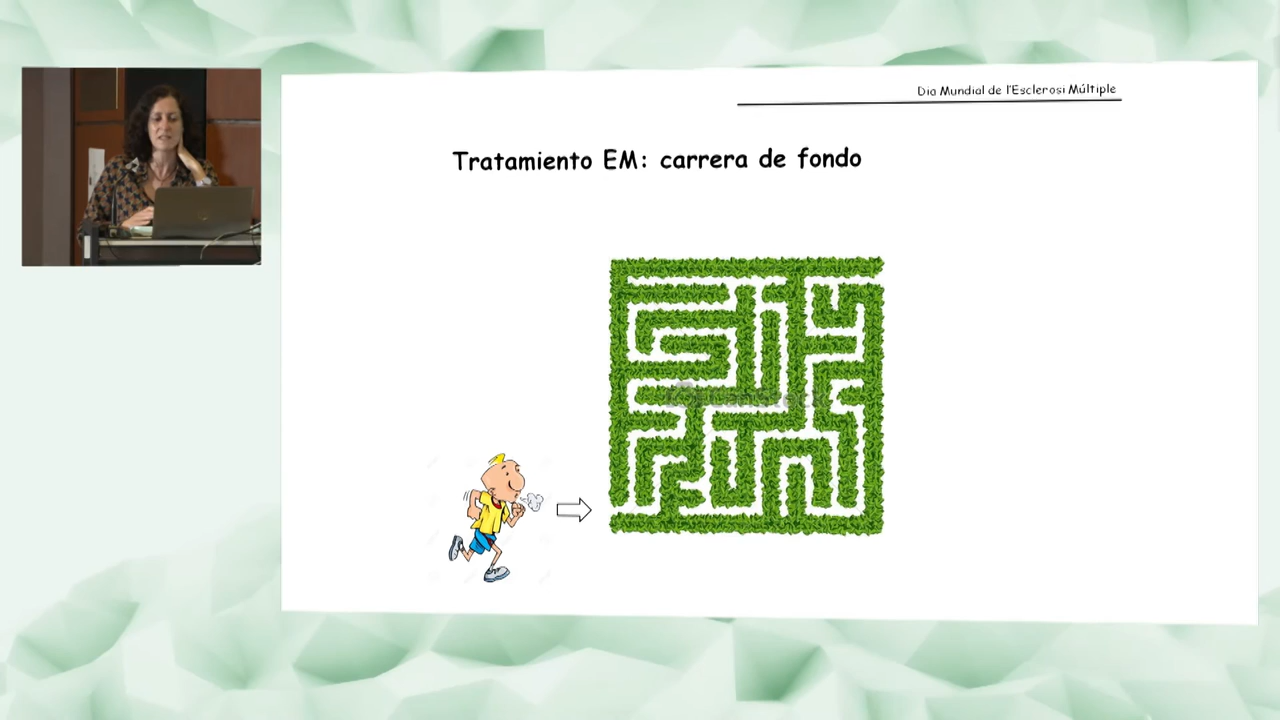 Dia Mundial de l'Esclerosi Múltiple
Tratamiento EM: carrera de fondo